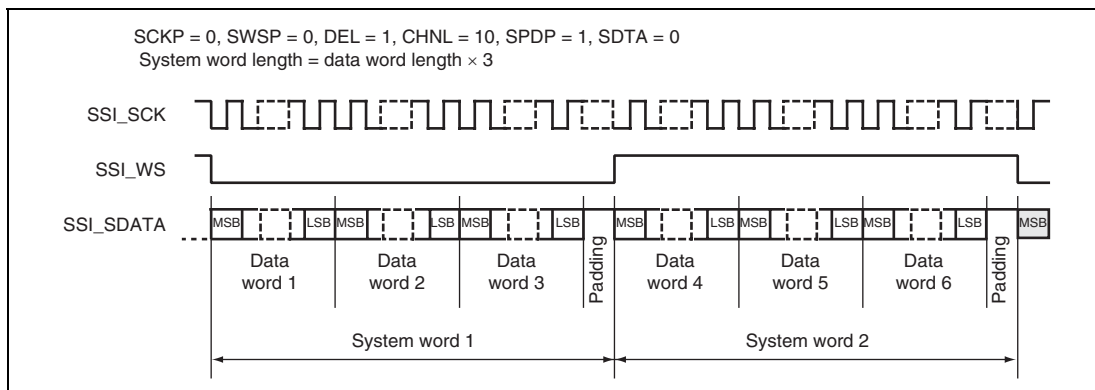 SCKP = 0, SWSP = 0, DEL = 1, CHNL = 10, SPDP = 1, SDTA = 0
System word length = data word length × 3
SSI_SCK
SSI_WS
SSI_SDATA
MSB LSB MSB LSB MSB LSB MSB LSB MSB LSB MSB LSB MSB
Data word 1
Data word 2
Data word 3
Padding
Data word 4
Data word 5
Data word 6
Padding
System word 1
System word 2